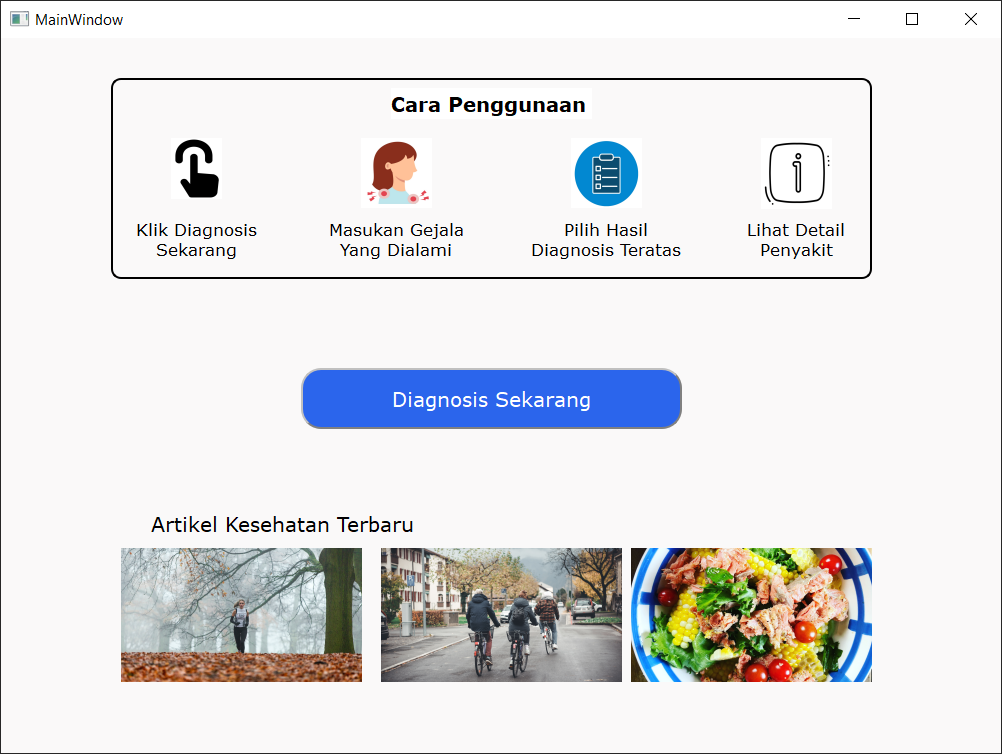 MainWindow
Cara Penggunaan
Klik Diagnosis
Sekarang
Masukan Gejala
Yang Dialami
Pilih Hasil
Diagnosis Teratas
Lihat Detail
Penyakit
Diagnosis Sekarang
Artikel Kesehatan Terbaru